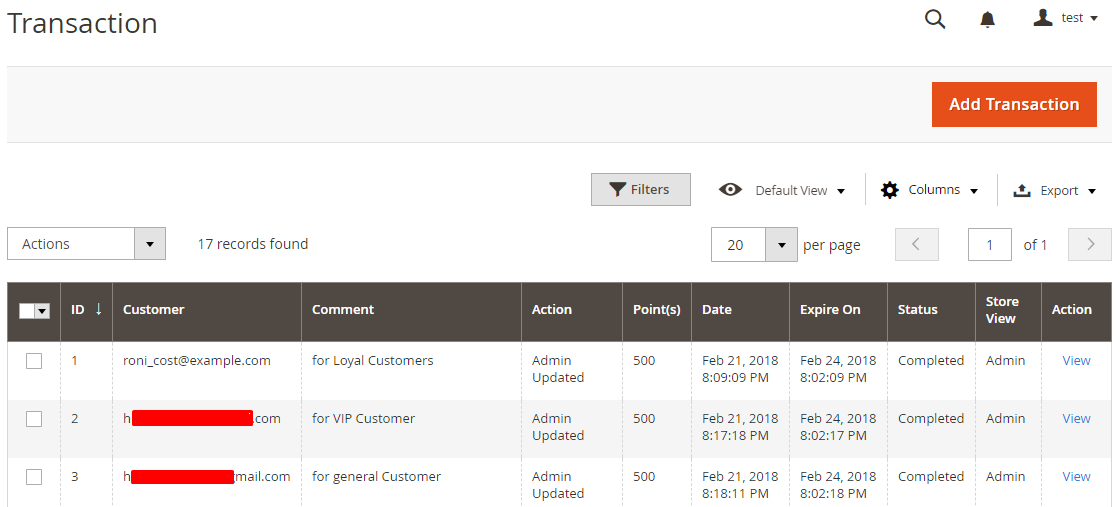 Transaction
test
Add Transaction
Filters
Default View
Columns
Export
Actions
17 records found
20
per page
1
of 1
ID ↓
Customer
Comment
Action
Point(s)
Date
Expire On
Status
Store
View
Action
1
roni_cost@example.com
for Loyal Customers
Admin
Updated
500
Feb 21, 2018
8:09:09 PM
Feb 24, 2018
8:02:09 PM
Completed
Admin
View
2
h
.com
for VIP Customer
Admin
Updated
500
Feb 21, 2018
8:17:18 PM
Feb 24, 2018
8:02:17 PM
Completed
Admin
View
3
h
mail.com
for general Customer
Admin
Updated
500
Feb 21, 2018
8:18:11 PM
Feb 24, 2018
8:02:18 PM
Completed
Admin
View